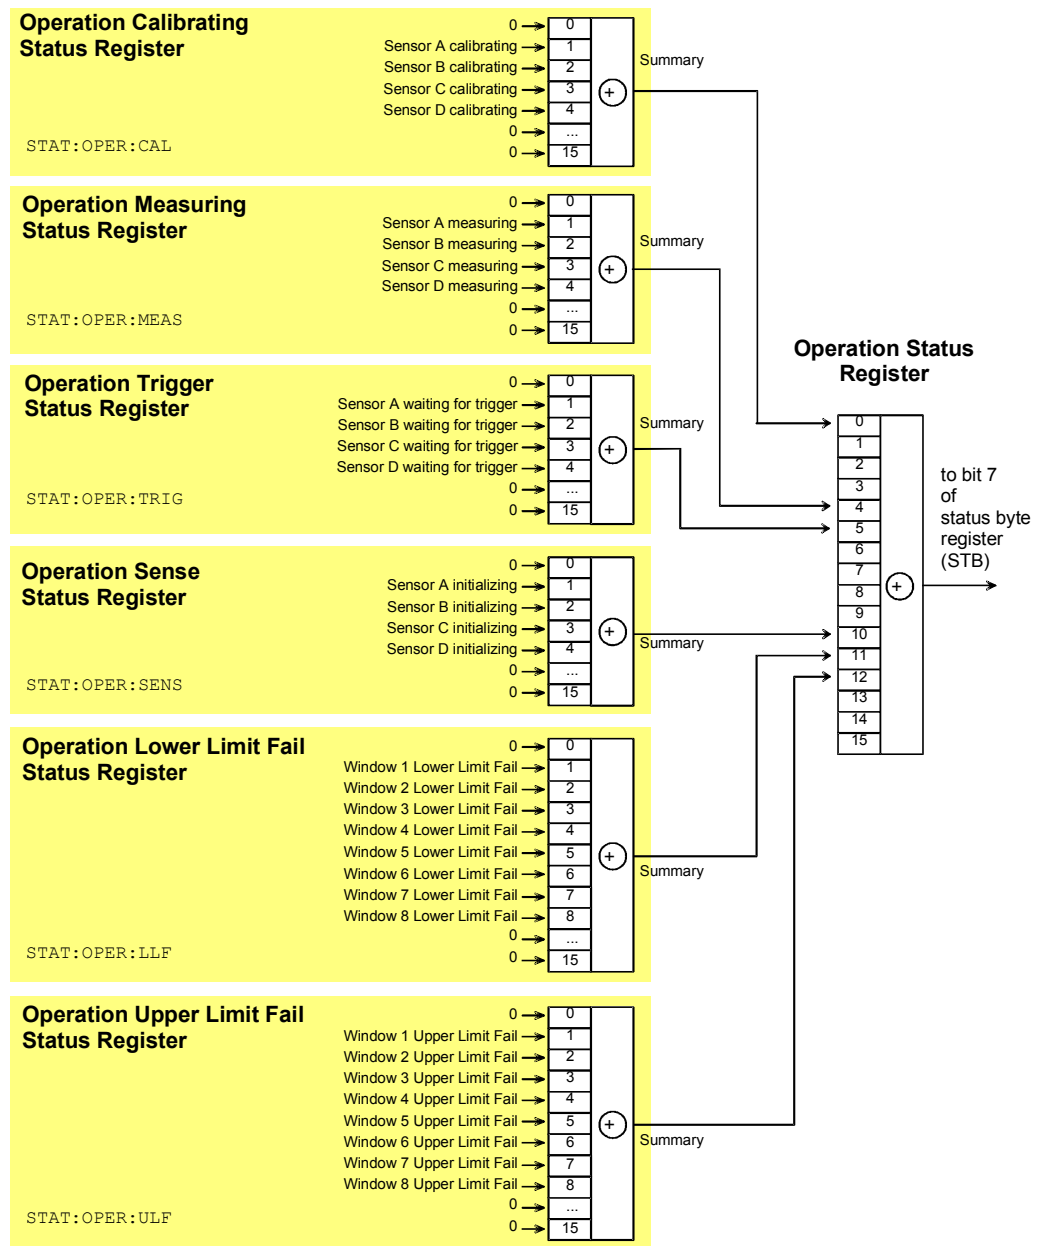 Operation Calibrating
Status Register
0
0
Sensor A calibrating
1
Sensor B calibrating
2
Sensor C calibrating
3
Sensor D calibrating
4
0
...
0
15
+
Summary
STAT:OPER:CAL
Operation Measuring
Status Register
0
0
Sensor A measuring
1
Sensor B measuring
2
Sensor C measuring
3
Sensor D measuring
4
0
...
0
15
+
Summary
STAT:OPER:MEAS
Operation Trigger
Status Register
0
0
Sensor A waiting for trigger
1
Sensor B waiting for trigger
2
Sensor C waiting for trigger
3
Sensor D waiting for trigger
4
0
...
0
15
+
Summary
STAT:OPER:TRIG
Operation Sense
Status Register
0
0
Sensor A initializing
1
Sensor B initializing
2
Sensor C initializing
3
Sensor D initializing
4
0
...
0
15
+
Summary
STAT:OPER:SENS
Operation Lower Limit Fail
Status Register
0
0
Window 1 Lower Limit Fail
1
Window 2 Lower Limit Fail
2
Window 3 Lower Limit Fail
3
Window 4 Lower Limit Fail
4
Window 5 Lower Limit Fail
5
Window 6 Lower Limit Fail
6
Window 7 Lower Limit Fail
7
Window 8 Lower Limit Fail
8
0
...
0
15
+
Summary
STAT:OPER:LLF
Operation Upper Limit Fail
Status Register
0
0
Window 1 Upper Limit Fail
1
Window 2 Upper Limit Fail
2
Window 3 Upper Limit Fail
3
Window 4 Upper Limit Fail
4
Window 5 Upper Limit Fail
5
Window 6 Upper Limit Fail
6
Window 7 Upper Limit Fail
7
Window 8 Upper Limit Fail
8
0
...
0
15
+
Summary
STAT:OPER:ULF
Operation Status
Register
0
1
2
3
4
5
6
7
8
9
10
11
12
13
14
15
+
to bit 7
of
status byte
register
(STB)